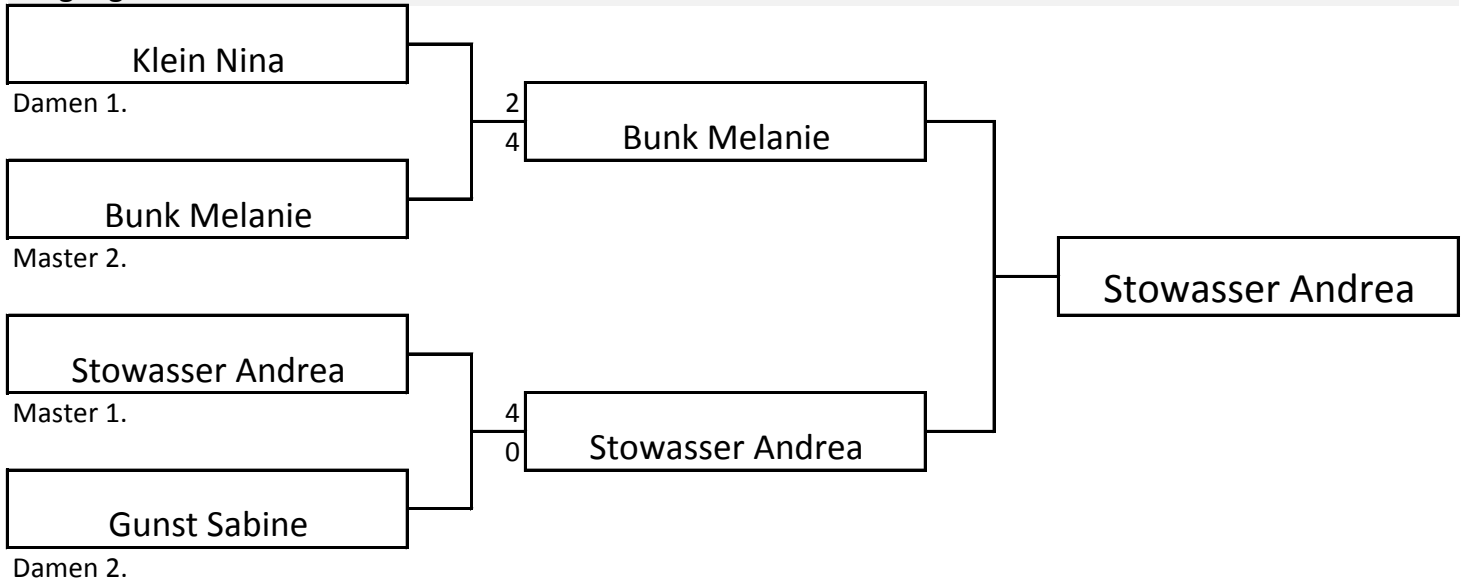 Klein Nina
Damen 1.
2
4
Bunk Melanie
Bunk Melanie
Master 2.
Stowasser Andrea
Stowasser Andrea
Master 1.
4
0
Stowasser Andrea
Gunst Sabine
Damen 2.